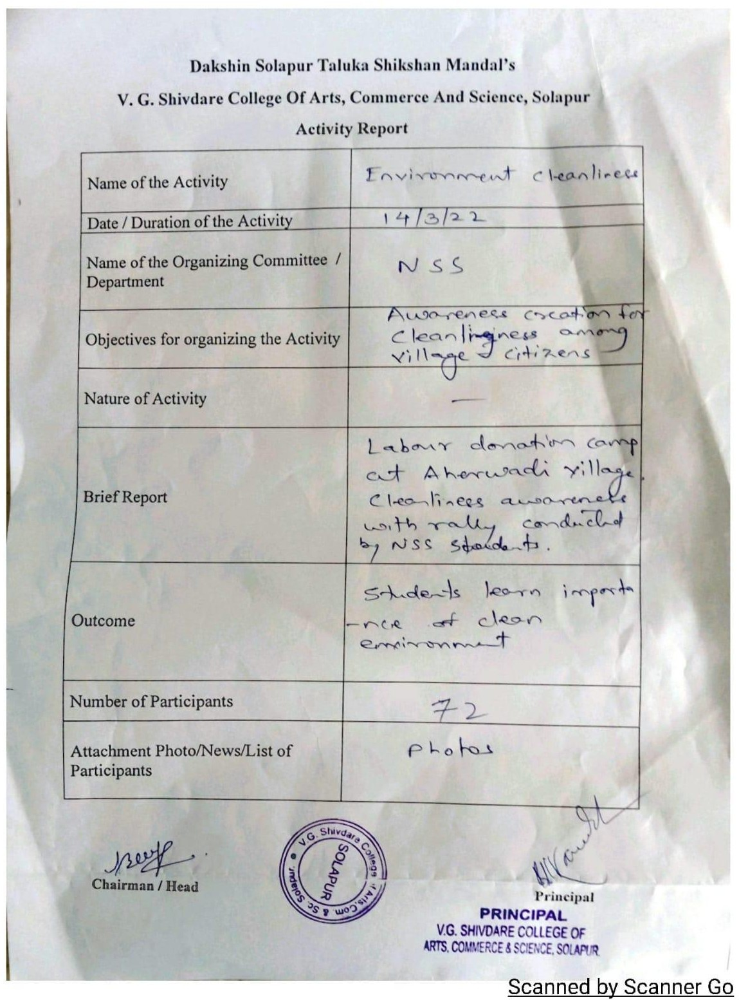 Dakshin Solapur Taluka Shikshan Mandal's
V. G. Shivdare College Of Arts, Commerce And Science, Solapur
Activity Report
Name of the Activity
Environment cleanliness
Date / Duration of the Activity
14/3/22
Name of the Organizing Committee /
Department
NSS
Objectives for organizing the Activity
Awareness creation for
cleanlingness among
village citizens
Nature of Activity
—
Brief Report
Labour donation camp
at Aherwadi village.
Cleanliness awareness
with rally conducted
by NSS students.
Outcome
Students learn importa
-nce of clean
environment
Number of Participants
72
Attachment Photo/News/List of
Participants
Photos
Chairman / Head
V.G. Shivdare College f Arts,Com. & Sc. Solapur.
SOLAPUR
Principal
PRINCIPAL
V.G. SHIVDARE COLLEGE OF
ARTS, COMMERCE & SCIENCE, SOLAPUR.
Scanned by Scanner Go